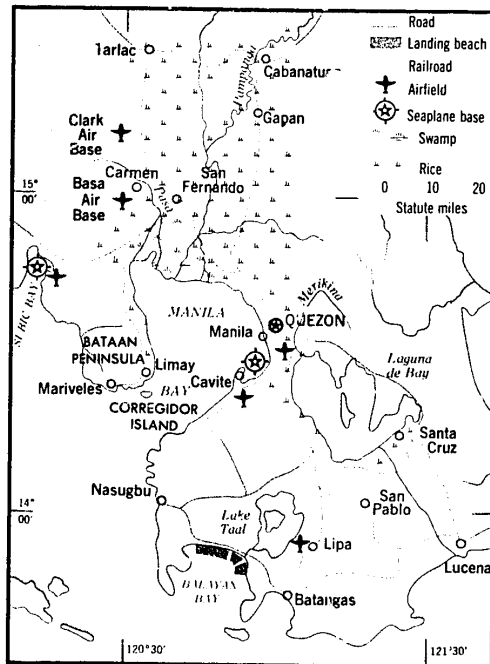 Road
Landing beach
Railroad
Airfield
Seaplane base
Swamp
Rice
0 10 20
Statute miles
Tarlac
Cabanatuan
Pampanga
Gapan
Clark
Air
Base
Carmen
San
Fernando
Basa
Air
Base
15°
00'
SUBIC BAY
MANILA
BAY
Merikina
QUEZON
Manila
BATAAN
PENINSULA
Limay
Cavite
Mariveles
CORREGIDOR
ISLAND
Laguna
de Bay
Santa
Cruz
14°
00'
Nasugbu
Lake
Taal
San
Pablo
Lipa
Lucena
BALAYAN
BAY
Batangas
120°30'
121°30'